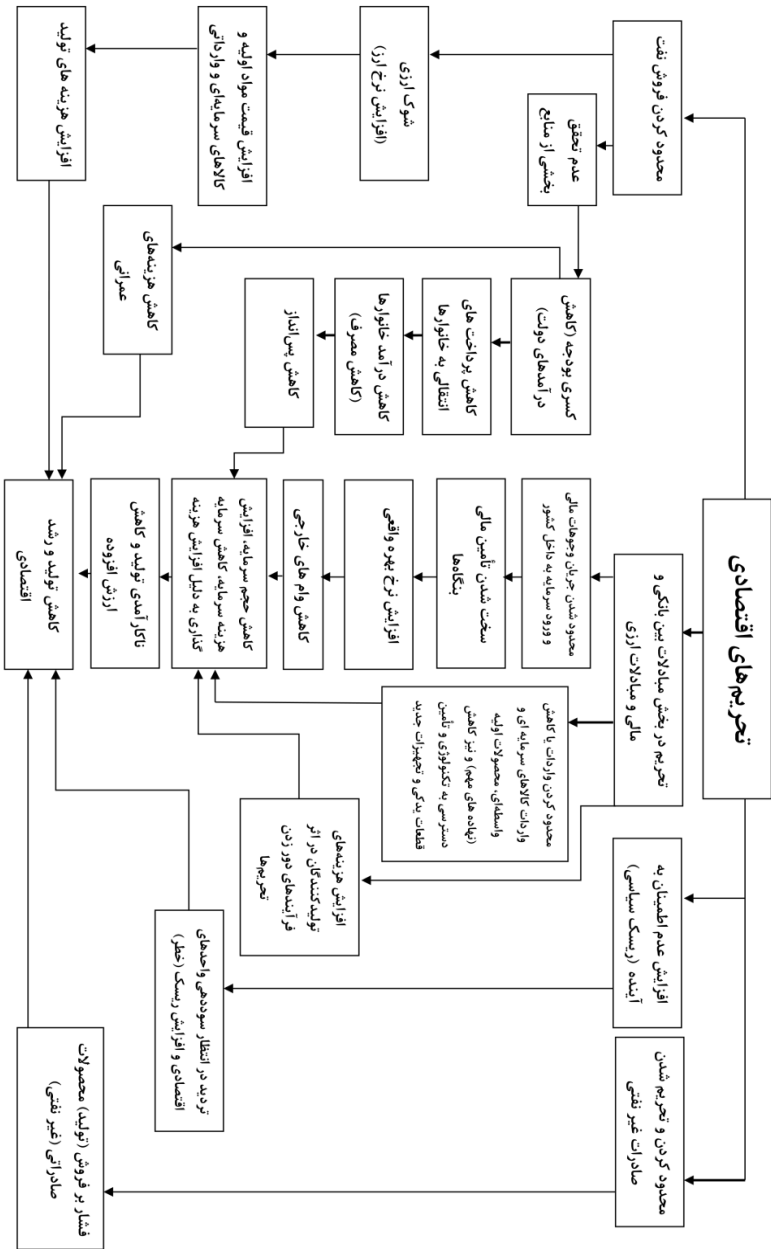 تحریم‌های اقتصادی
محدود کردن فروش نفت
تحریم در بخش مبادلات بین بانکی و
مالی و مبادلات ارزی
افزایش عدم اطمینان به
آینده (ریسک سیاسی)
محدود کردن و تحریم شدن
صادرات غیر نفتی
عدم تحقق
بخشی از منابع
شوک ارزی
(افزایش نرخ ارز)
افزایش قیمت مواد اولیه و
کالاهای سرمایه‌ای و وارداتی
افزایش هزینه های تولید
کسری بودجه (کاهش
درآمدهای دولت)
کاهش پرداخت های
انتقالی به خانوارها
کاهش درآمد خانوارها
(کاهش مصرف)
کاهش پس‌انداز
کاهش هزینه‌های
عمرانی
محدود شدن جریان وجوهات مالی
و ورود سرمایه به داخل کشور
سخت شدن تأمین مالی
بنگاه‌ها
افزایش نرخ بهره واقعی
کاهش وام های خارجی
کاهش حجم سرمایه، افزایش
هزینه سرمایه، کاهش سرمایه
گذاری به دلیل افزایش هزینه
ناکارآمدی تولید و کاهش
ارزش افزوده
کاهش تولید و رشد
اقتصادی
محدود کردن واردات یا کاهش
واردات کالاهای سرمایه ای و
واسطه‌ای، محصولات اولیه
(نهاده های مهم) و نیز کاهش
دسترسی به تکنولوژی و تأمین
قطعات یدکی و تجهیزات جدید
افزایش هزینه‌های
تولیدکنندگان در اثر
فرآیندهای دور زدن
تحریم‌ها
تردید در انتظار سوددهی واحدهای
اقتصادی و افزایش ریسک (خطر)
فشار بر فروش (تولید) محصولات
صادراتی (غیر نفتی)